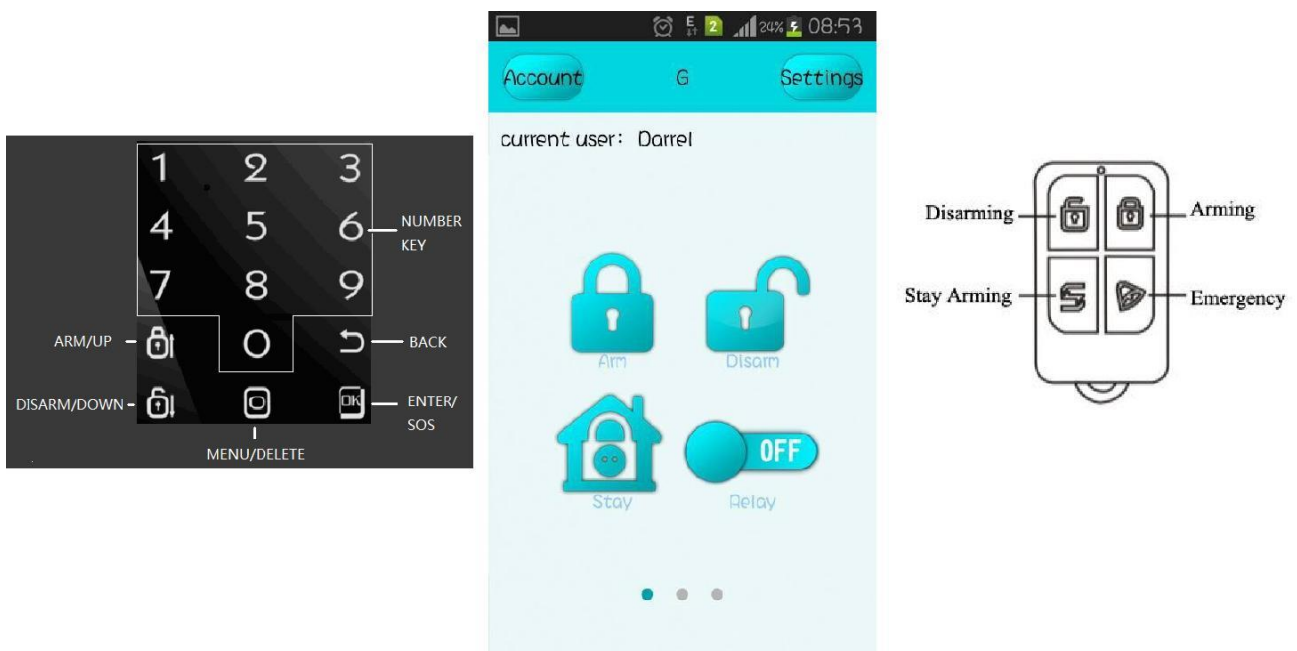 1 2 3
4 5 6
7 8 9
0
OK
NUMBER
KEY
ARM/UP
BACK
DISARM/DOWN
ENTER/
SOS
MENU/DELETE
E 2 24% 08:53
Account G Settings
current user: Darrel
Arm Disarm
OFF
Stay Relay
Disarming Arming
Stay Arming Emergency